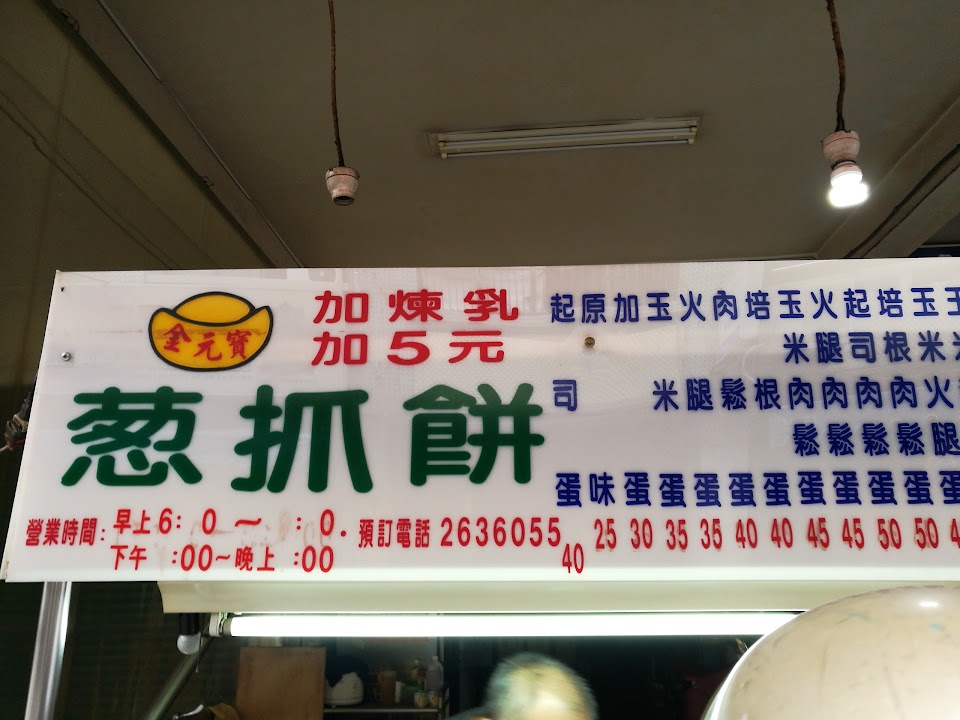 金元寶
加煉乳
加5元
葱抓餅
營業時間:
早上6: 0～ :0
下午 :00～晚上 :00
・預訂電話 2636055
起司蛋 40
原味 25
加蛋 30
玉米蛋 35
火腿蛋 35
肉鬆蛋 40
培根蛋 40
玉米肉鬆蛋 45
火腿肉鬆蛋 45
起司肉鬆蛋 50
培根肉鬆蛋 50
玉米火腿蛋